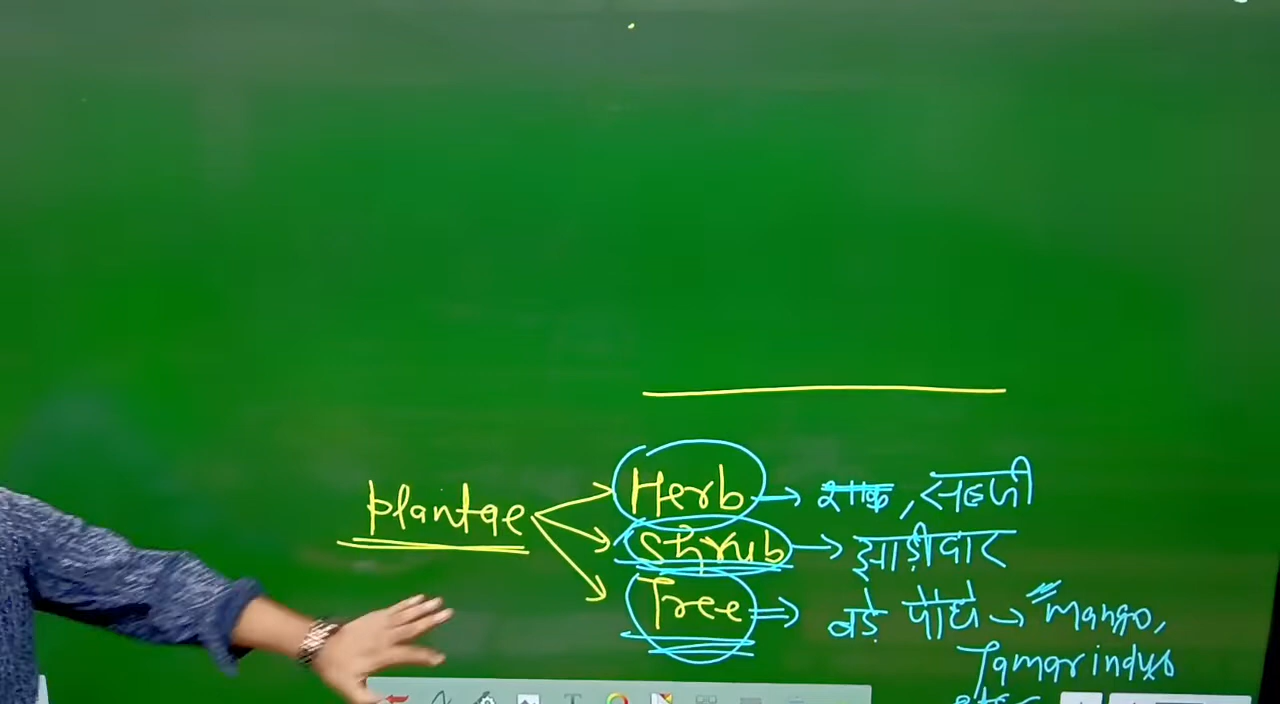 Herb → शाक, सब्जी
Plantae
Shrub → झाड़ीदार
Tree ⇒ बड़े पौधे → Mango,
Tamarindus